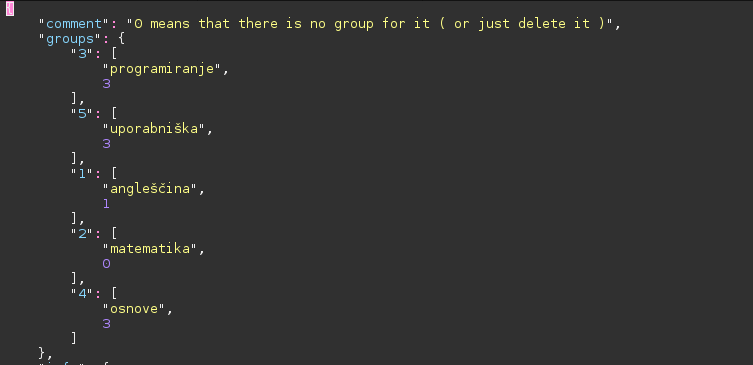 {
    "comment": "0 means that there is no group for it ( or just delete it )",
    "groups": {
        "3": [
            "programiranje",
            3
        ],
        "5": [
            "uporabniška",
            3
        ],
        "1": [
            "angleščina",
            1
        ],
        "2": [
            "matematika",
            0
        ],
        "4": [
            "osnove",
            3
        ]
    },